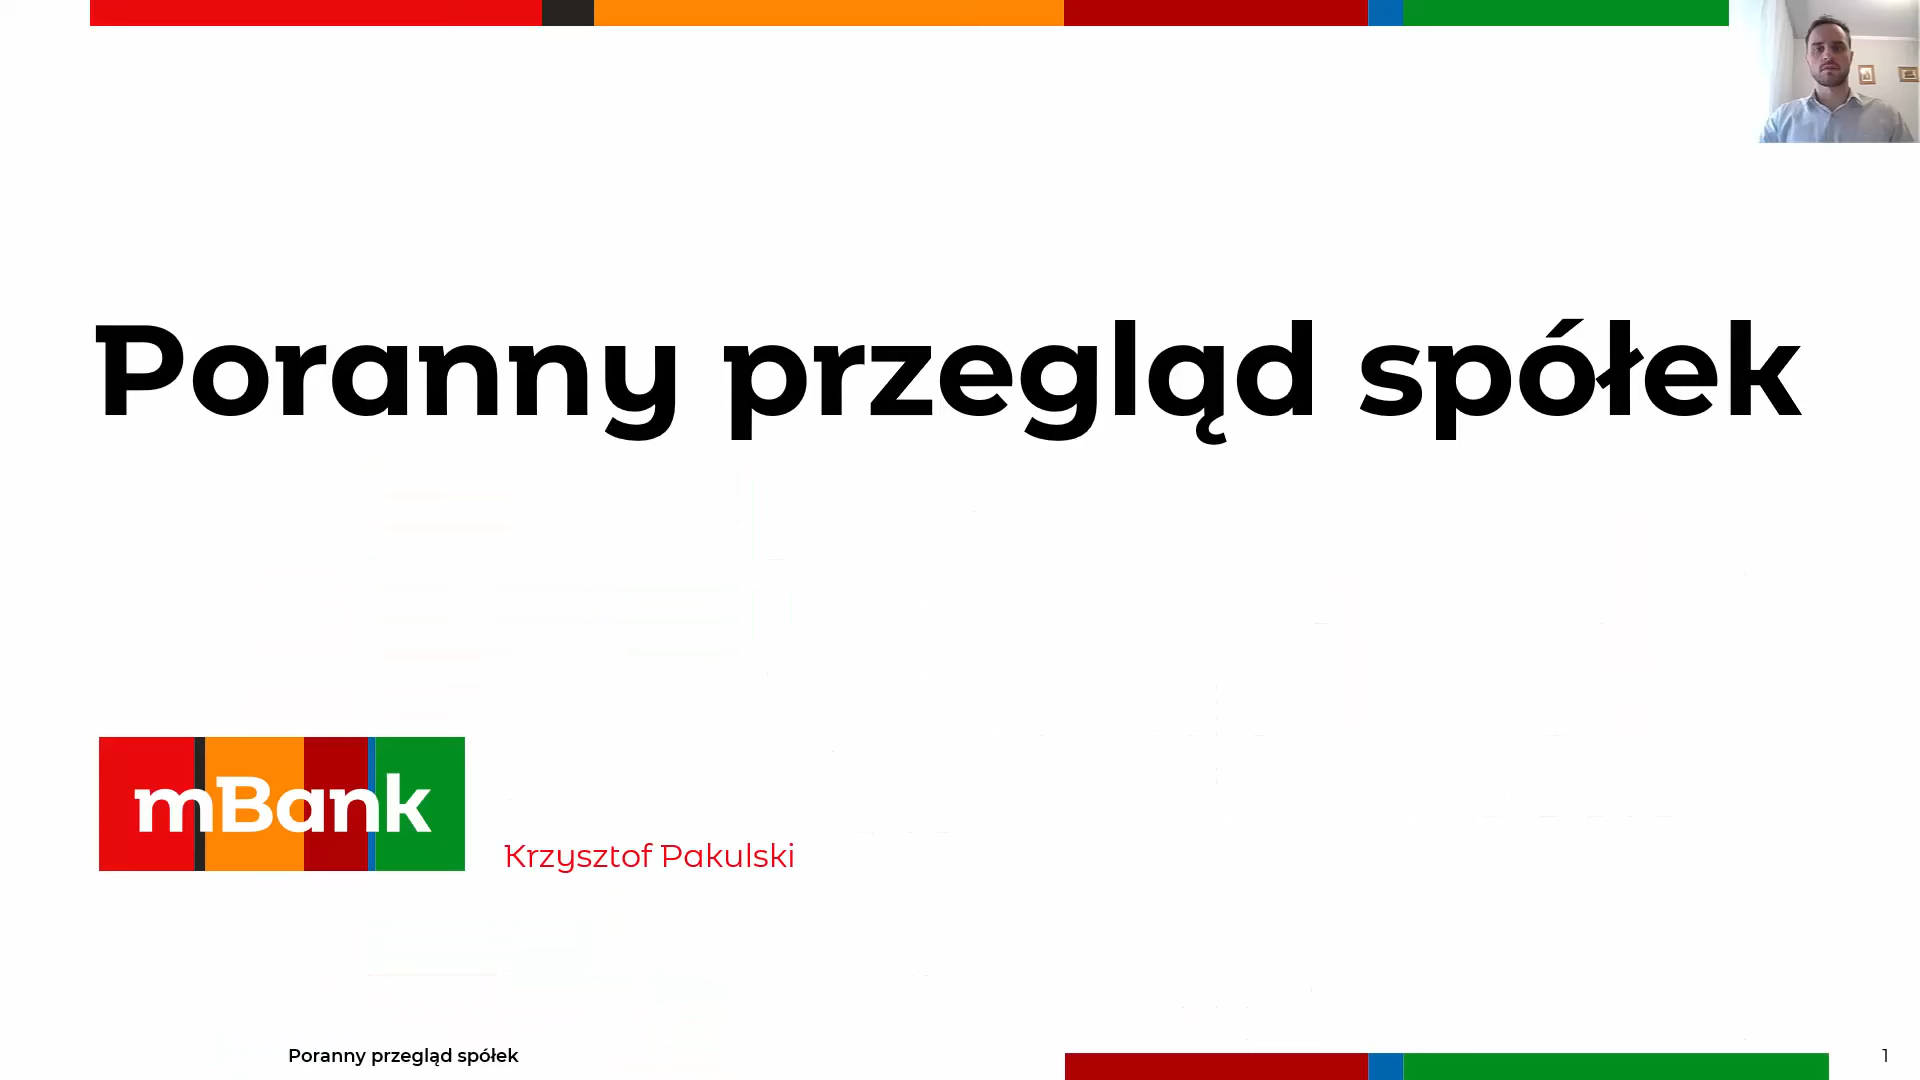 Poranny przegląd spółek
mBank
Krzysztof Pakulski
Poranny przegląd spółek
1